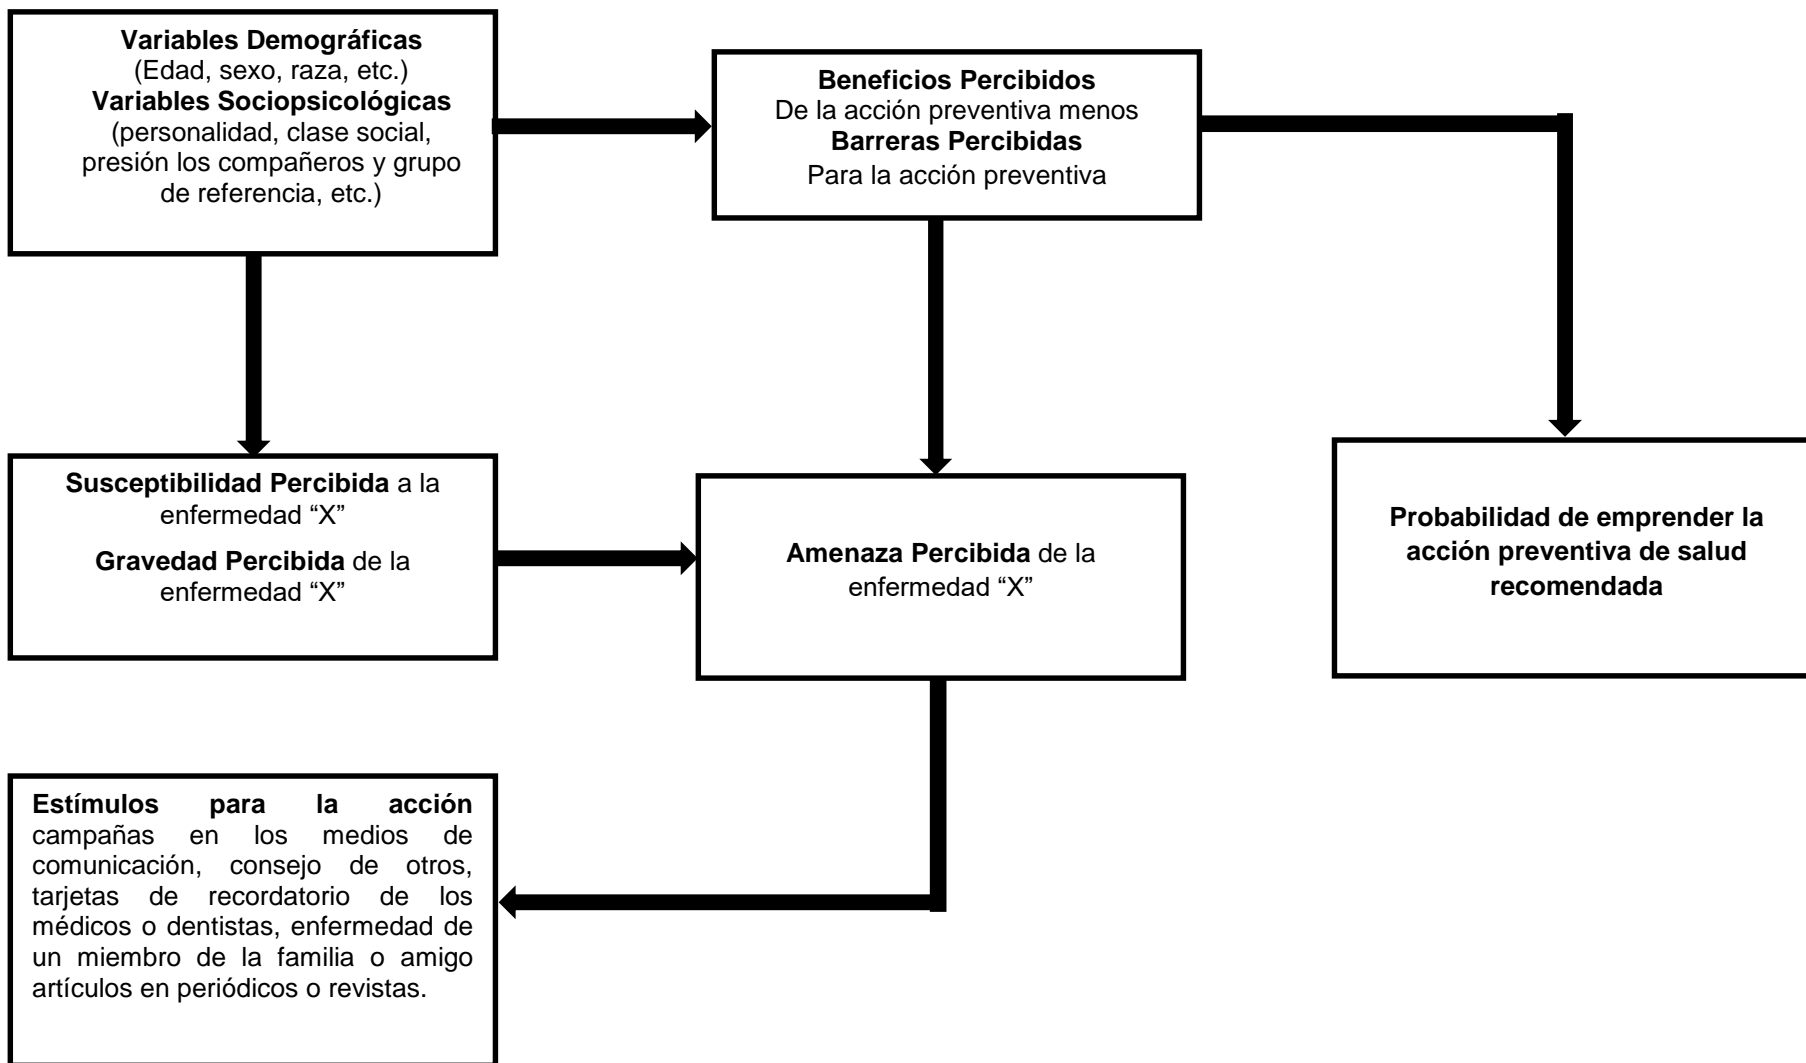 Variables Demográficas
(Edad, sexo, raza, etc.)
Variables Sociopsicológicas
(personalidad, clase social,
presión los compañeros y grupo
de referencia, etc.)
Beneficios Percibidos
De la acción preventiva menos
Barreras Percibidas
Para la acción preventiva
Susceptibilidad Percibida a la
enfermedad “X”
Gravedad Percibida de la
enfermedad “X”
Amenaza Percibida de la
enfermedad “X”
Probabilidad de emprender la
acción preventiva de salud
recomendada
Estímulos para la acción
campañas en los medios de
comunicación, consejo de otros,
tarjetas de recordatorio de los
médicos o dentistas, enfermedad de
un miembro de la familia o amigo
artículos en periódicos o revistas.